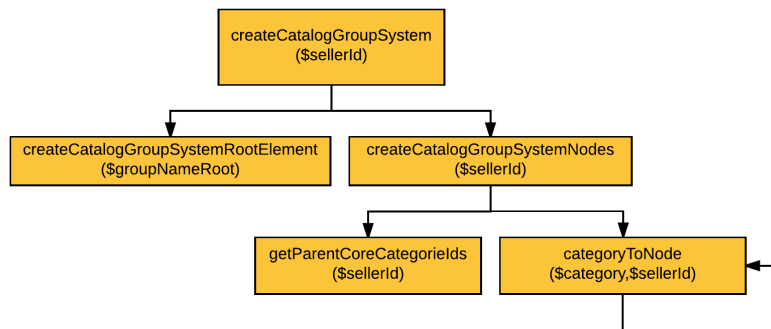 createCatalogGroupSystem
($sellerId)
createCatalogGroupSystemRootElement
($groupNameRoot)
createCatalogGroupSystemNodes
($sellerId)
getParentCoreCategorieIds
($sellerId)
categoryToNode
($category,$sellerId)